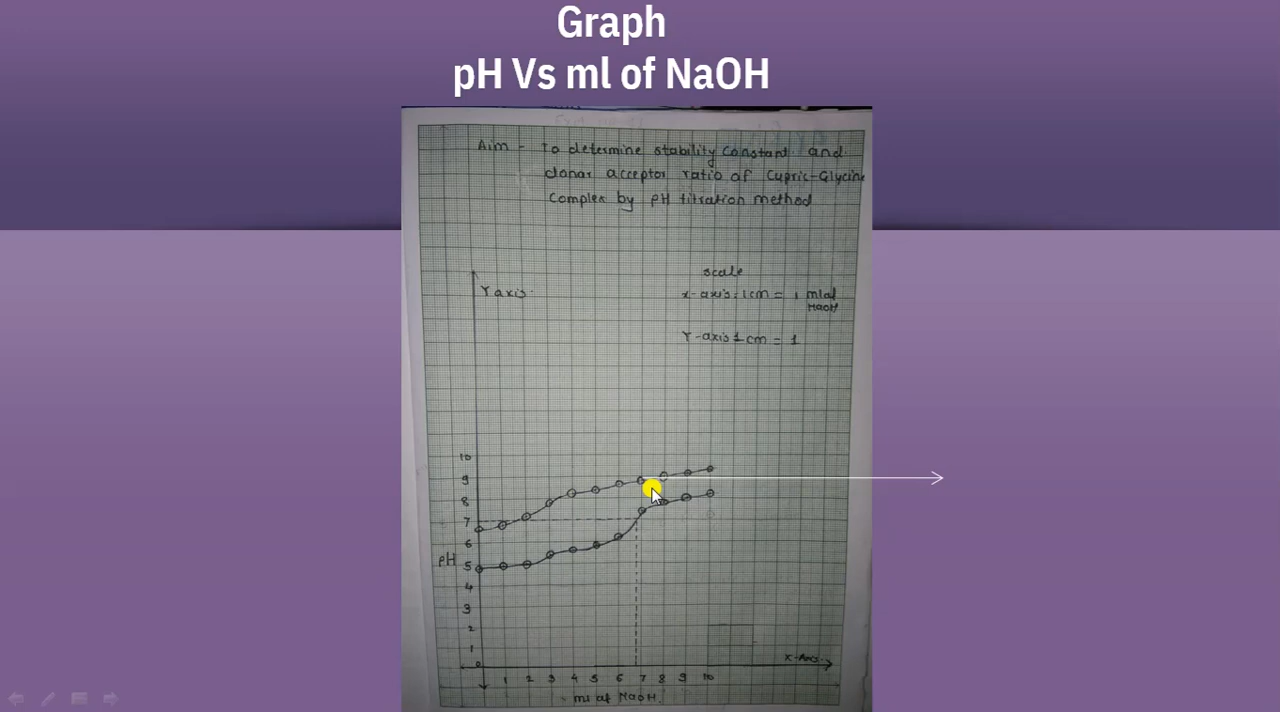 Graph
pH Vs ml of NaOH
Aim - To determine stability constant and
donar acceptor ratio of Cupric-Glycine
Complex by pH titration method
scale
X-axis: 1cm = 1 ml of
NaOH
Y-axis 1cm = 1
Y axis
10
9
8
7
6
pH
5
4
3
2
1
0
X-Axis
1 2 3 4 5 6 7 8 9 10
ml of NaOH